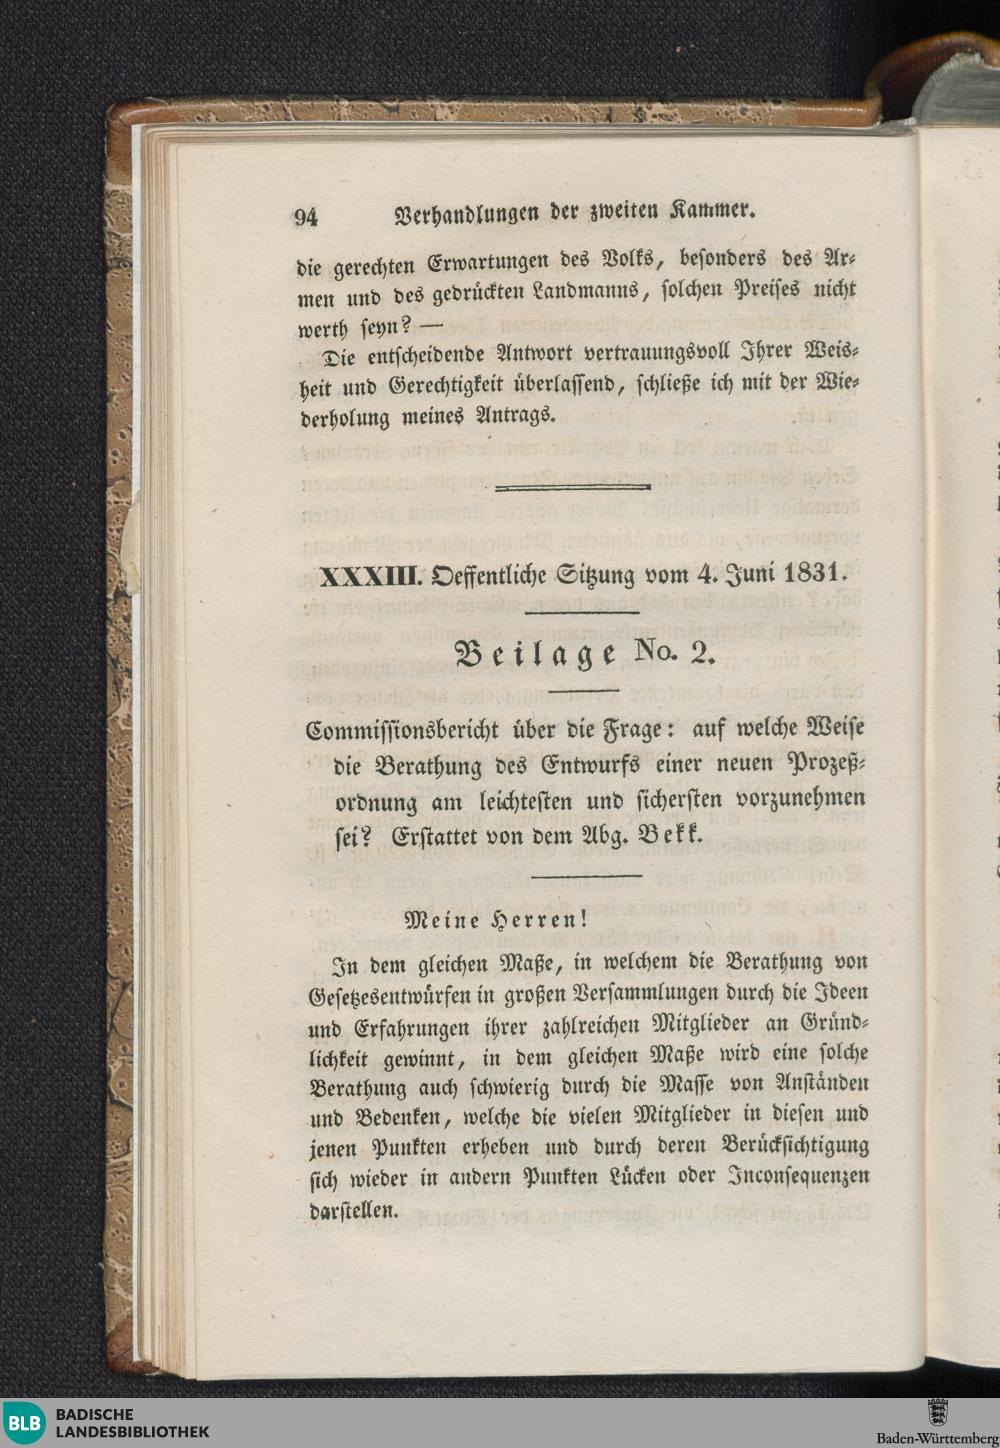 94 Verhandlungen der zweiten Kammer.
die gerechten Erwartungen des Volks, besonders des Ar⸗
men und des gedrückten Landmanns, solchen Preises nicht
werth seyn? —
Die entscheidende Antwort vertrauungsvoll Ihrer Weis⸗
heit und Gerechtigkeit überlassend, schließe ich mit der Wie⸗
derholung meines Antrags.
XXXIII. Oeffentliche Sitzung vom 4. Juni 1831.
Beilage No. 2.
Commissionsbericht über die Frage: auf welche Weise
die Berathung des Entwurfs einer neuen Prozeß⸗
ordnung am leichtesten und sichersten vorzunehmen
sei? Erstattet von dem Abg. Bekk.
Meine Herren!
In dem gleichen Maße, in welchem die Berathung von
Gesetzesentwürfen in großen Versammlungen durch die Ideen
und Erfahrungen ihrer zahlreichen Mitglieder an Gründ⸗
lichkeit gewinnt, in dem gleichen Maße wird eine solche
Berathung auch schwierig durch die Masse von Anständen
und Bedenken, welche die vielen Mitglieder in diesen und
jenen Punkten erheben und durch deren Berücksichtigung
sich wieder in andern Punkten Lücken oder Inconsequenzen
darstellen.
BLB BADISCHE
LANDESBIBLIOTHEK
Baden-Württemberg